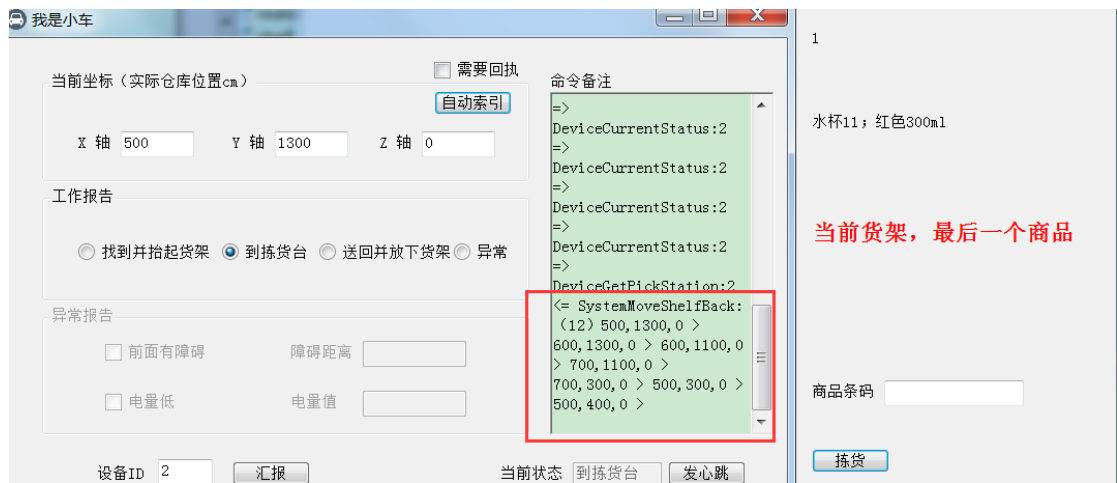 我是小车
当前坐标（实际仓库位置cm）
需要回执
自动索引
X 轴 500 Y 轴 1300 Z 轴 0
工作报告
找到并抬起货架 到拣货台 送回并放下货架 异常
异常报告
前面有障碍 障碍距离
电量低 电量值
设备ID 2 汇报 当前状态 到拣货台 发心跳
命令备注
=>
DeviceCurrentStatus:2
=>
DeviceCurrentStatus:2
=>
DeviceCurrentStatus:2
=>
DeviceCurrentStatus:2
=>
DeviceGetPickStation:2
<= SystemMoveShelfBack:
（12）500,1300,0 >
600,1300,0 > 600,1100,0
> 700,1100,0 >
700,300,0 > 500,300,0 >
500,400,0 >
1
水杯11；红色300ml
当前货架，最后一个商品
商品条码
拣货